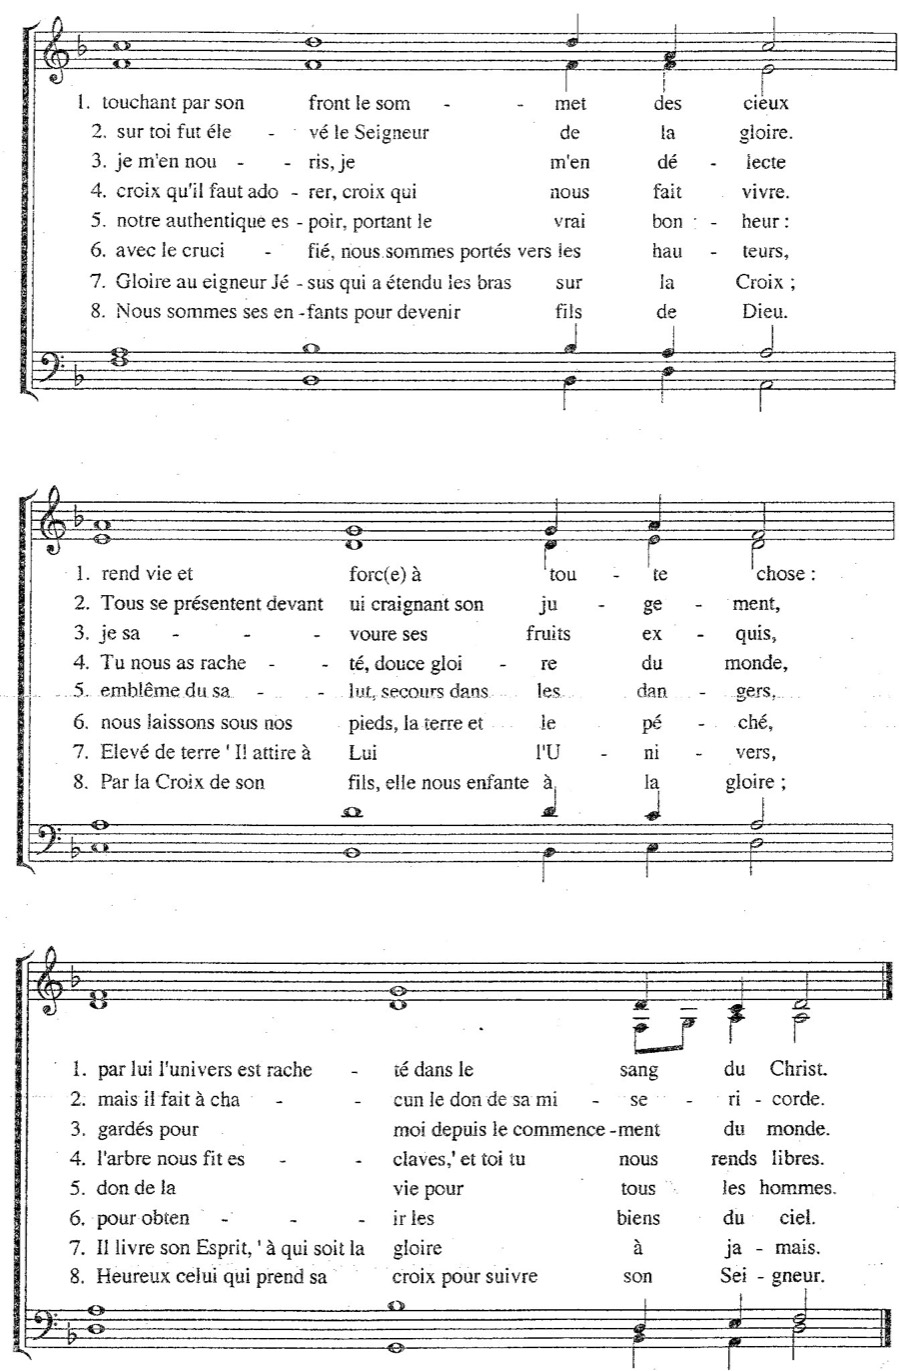 1. touchant par son front le som - - met des cieux
2. sur toi fut éle - vé le Seigneur de la gloire.
3. je m'en nou - - ris, je m'en dé - lecte
4. croix qu'il faut ado - rer, croix qui nous fait vivre.
5. notre authentique es - poir, portant le vrai bon - heur :
6. avec le cruci - fié, nous sommes portés vers les hau - teurs,
7. Gloire au eigneur Jé - sus qui a étendu les bras sur la Croix ;
8. Nous sommes ses en - fants pour devenir fils de Dieu.
1. rend vie et forc(e) à tou - te chose :
2. Tous se présentent devant ui craignant son ju - ge - ment,
3. je sa - - - voure ses fruits ex - quis,
4. Tu nous as rache - - té, douce gloi - re du monde,
5. emblême du sa - - lut, secours dans les dan - gers,
6. nous laissons sous nos pieds, la terre et le pé - ché,
7. Elevé de terre ' Il attire à Lui l'U - ni - vers,
8. Par la Croix de son fils, elle nous enfante à la gloire ;
1. par lui l'univers est rache - té dans le sang du Christ.
2. mais il fait à cha - - cun le don de sa mi - se - ri - corde.
3. gardés pour moi depuis le commence - ment du monde.
4. l'arbre nous fit es - - claves,' et toi tu nous rends libres.
5. don de la vie pour tous les hommes.
6. pour obten - - - ir les biens du ciel.
7. Il livre son Esprit, ' à qui soit la gloire à ja - mais.
8. Heureux celui qui prend sa croix pour suivre son Sei - gneur.